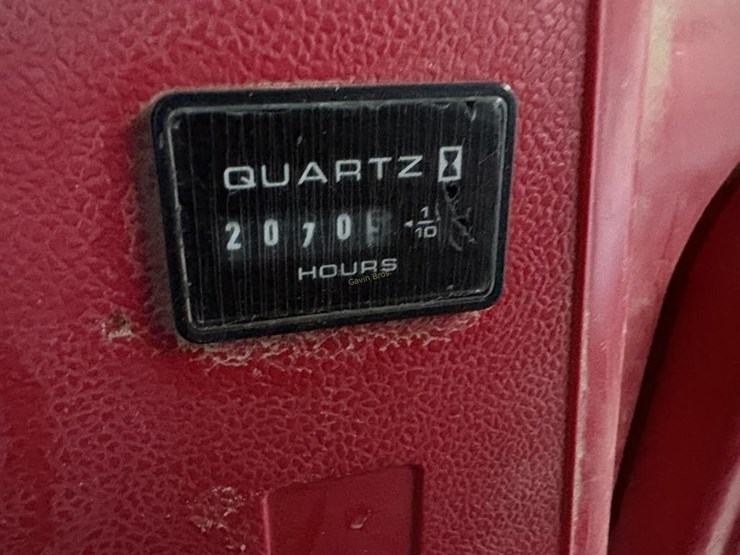 QUARTZ
2070
1/10
HOURS
Gavin Bros.